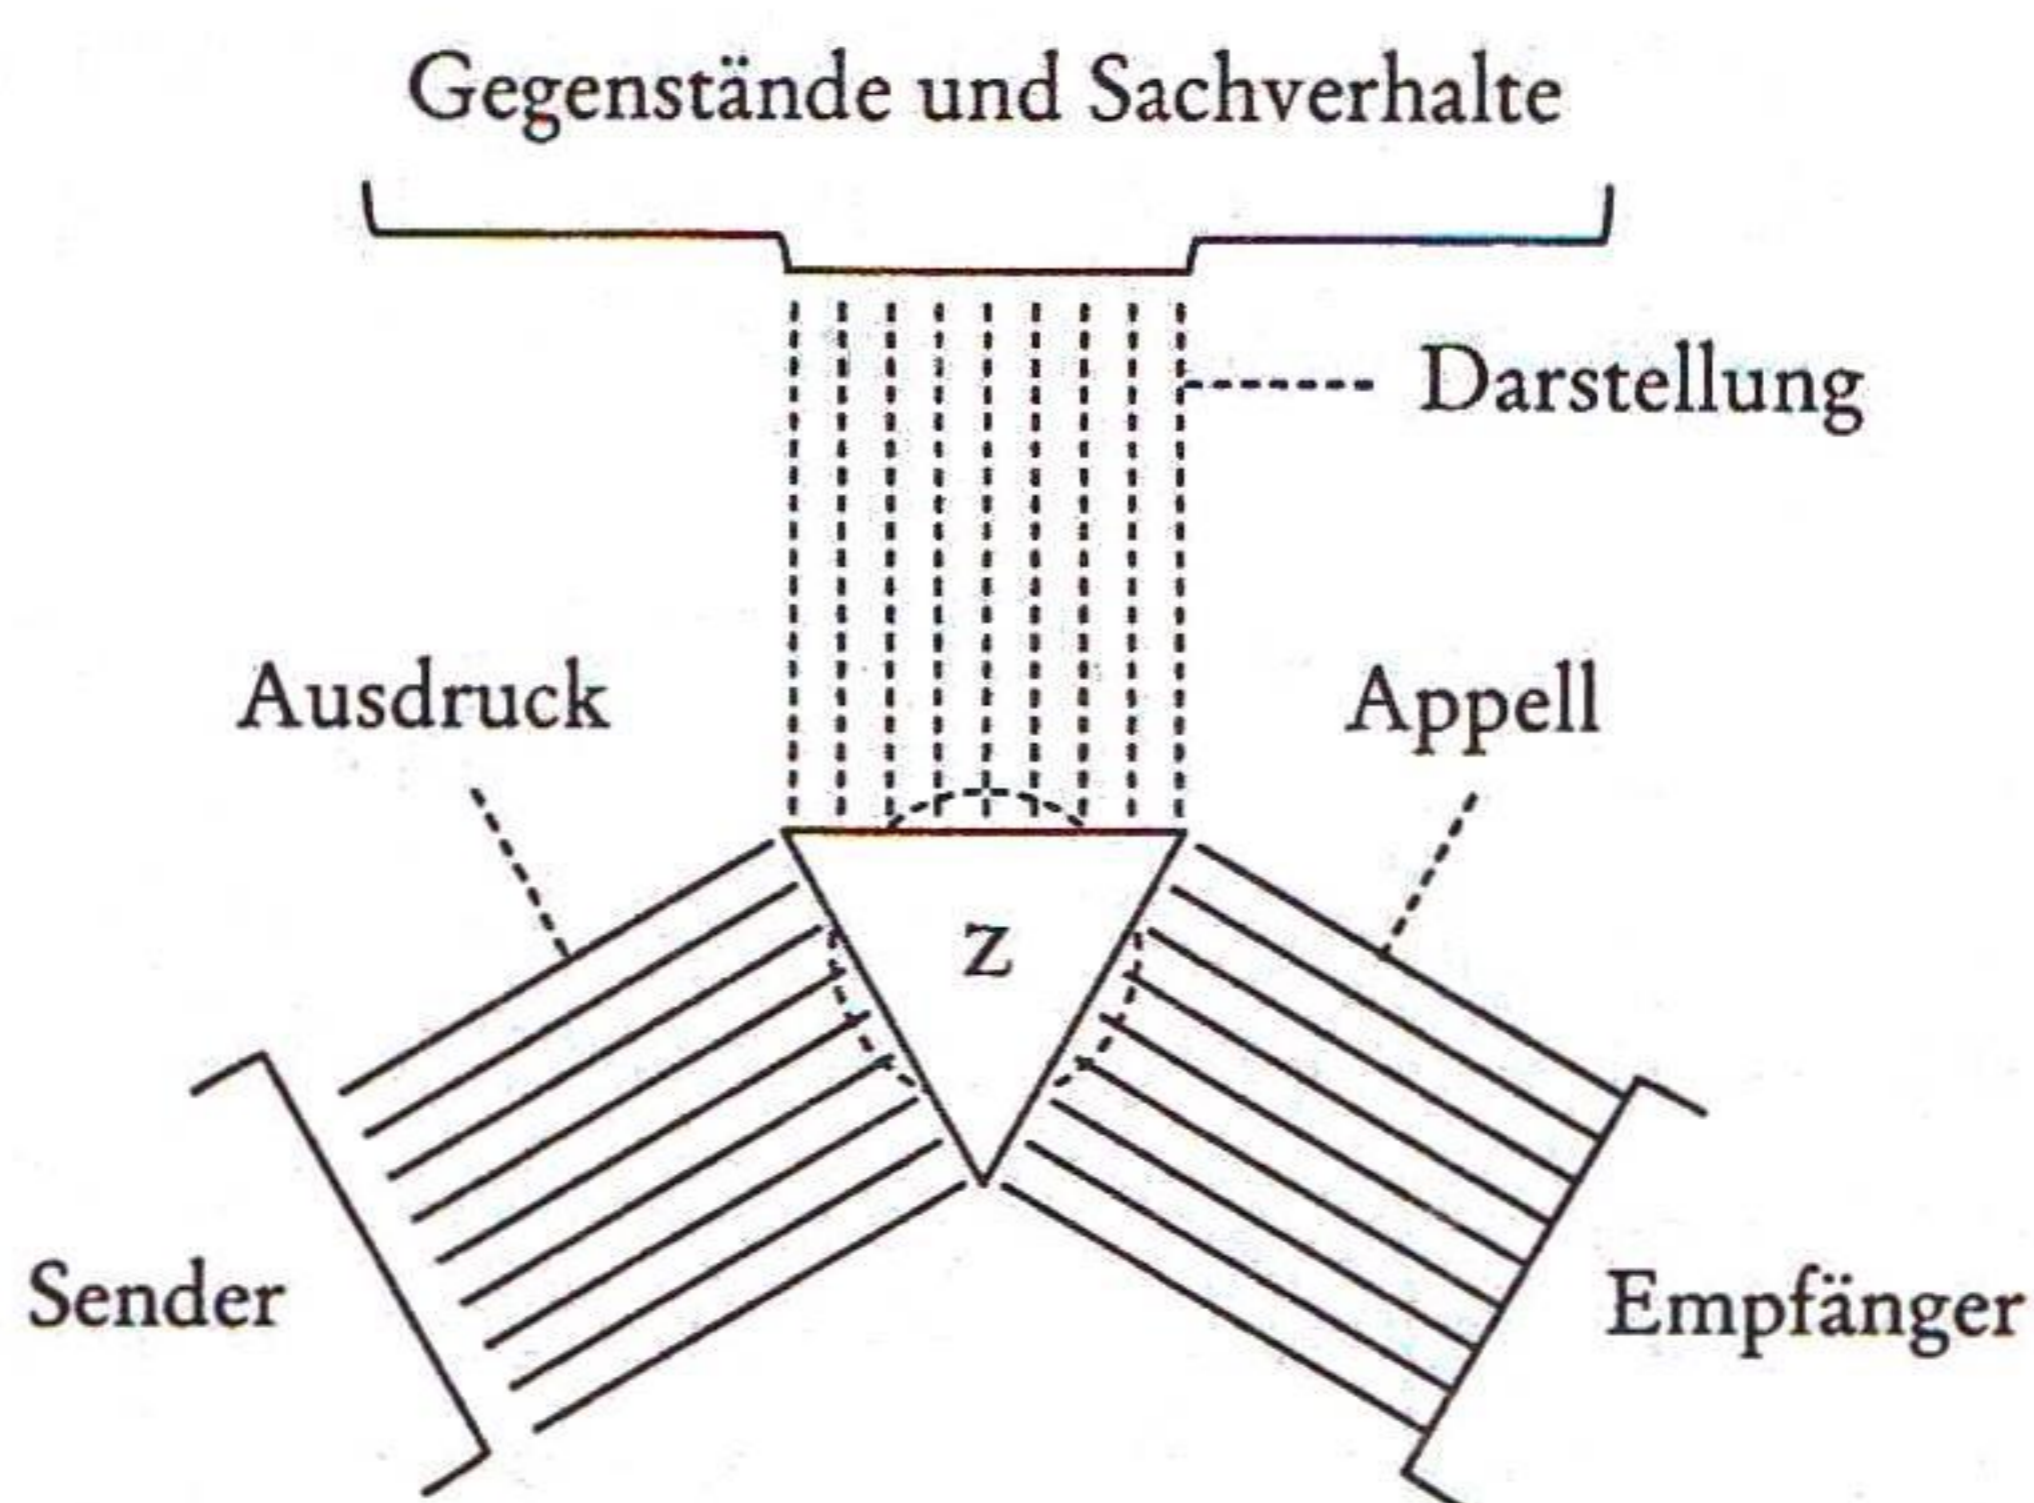 Gegenstände und Sachverhalte
Darstellung
Ausdruck
Appell
Z
Sender
Empfänger